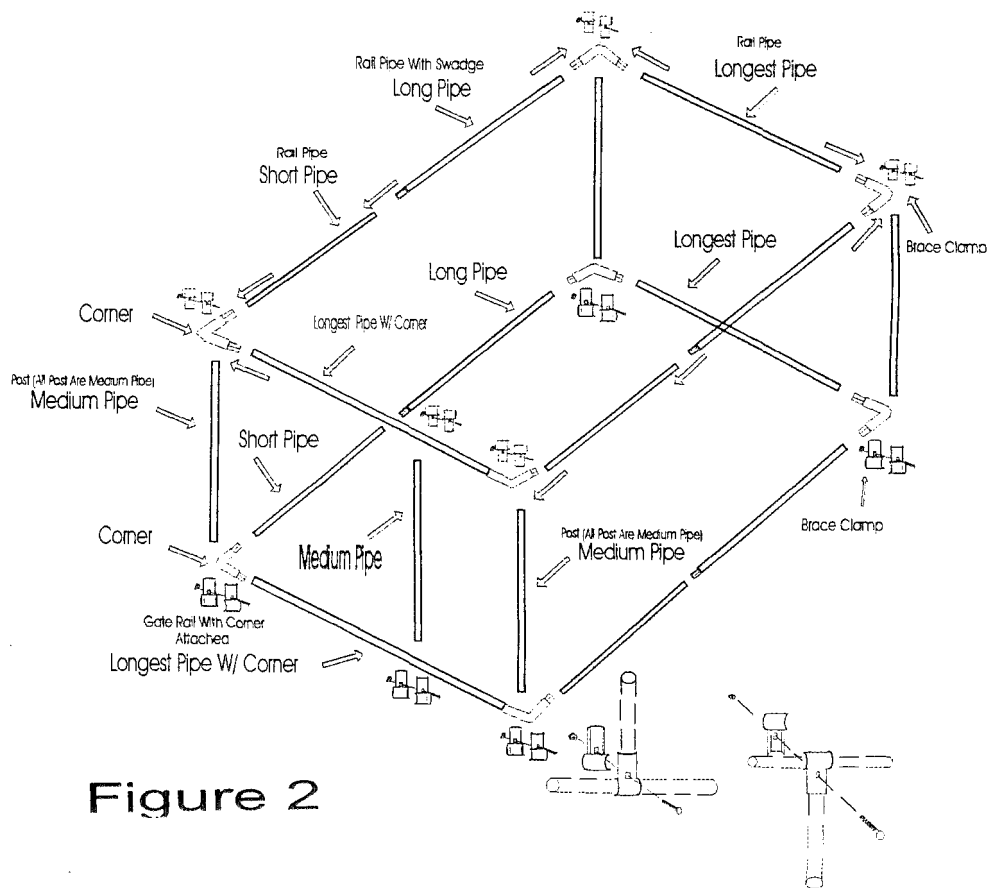 Rail Pipe
Longest Pipe
Rail Pipe With Swadge
Long Pipe
Rail Pipe
Short Pipe
Brace Clamp
Longest Pipe
Long Pipe
Corner
Longest Pipe W/ Corner
Post (All Post Are Medium Pipe)
Medium Pipe
Short Pipe
Brace Clamp
Corner
Medium Pipe
Post (All Post Are Medium Pipe)
Medium Pipe
Gate Rail With Corner
Attached
Longest Pipe W/ Corner
Figure 2